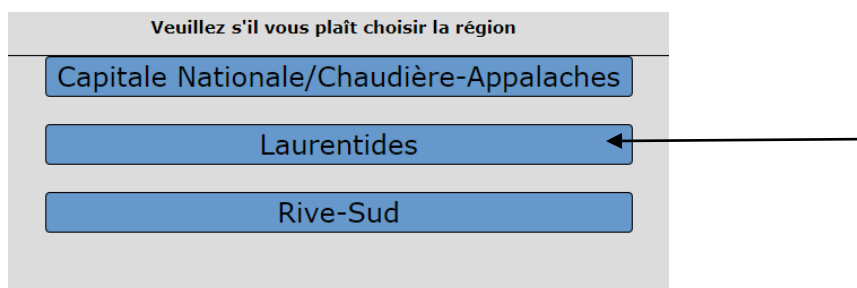 Veuillez s'il vous plaît choisir la région
Capitale Nationale/Chaudière-Appalaches
Laurentides
Rive-Sud